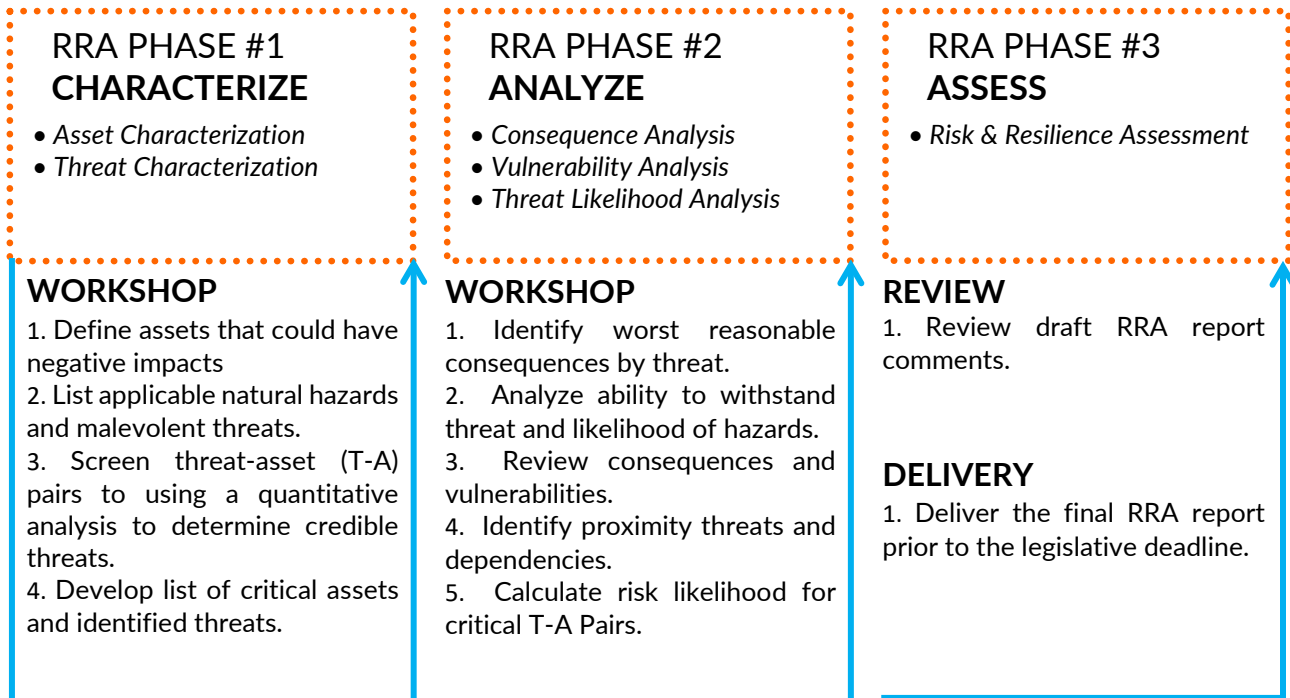 RRA PHASE #1
CHARACTERIZE
• Asset Characterization
• Threat Characterization
WORKSHOP
1. Define assets that could have
negative impacts
2. List applicable natural hazards
and malevolent threats.
3. Screen threat-asset (T-A)
pairs to using a quantitative
analysis to determine credible
threats.
4. Develop list of critical assets
and identified threats.
RRA PHASE #2
ANALYZE
• Consequence Analysis
• Vulnerability Analysis
• Threat Likelihood Analysis
WORKSHOP
1. Identify worst reasonable
consequences by threat.
2. Analyze ability to withstand
threat and likelihood of hazards.
3. Review consequences and
vulnerabilities.
4. Identify proximity threats and
dependencies.
5. Calculate risk likelihood for
critical T-A Pairs.
RRA PHASE #3
ASSESS
• Risk & Resilience Assessment
REVIEW
1. Review draft RRA report
comments.
DELIVERY
1. Deliver the final RRA report
prior to the legislative deadline.